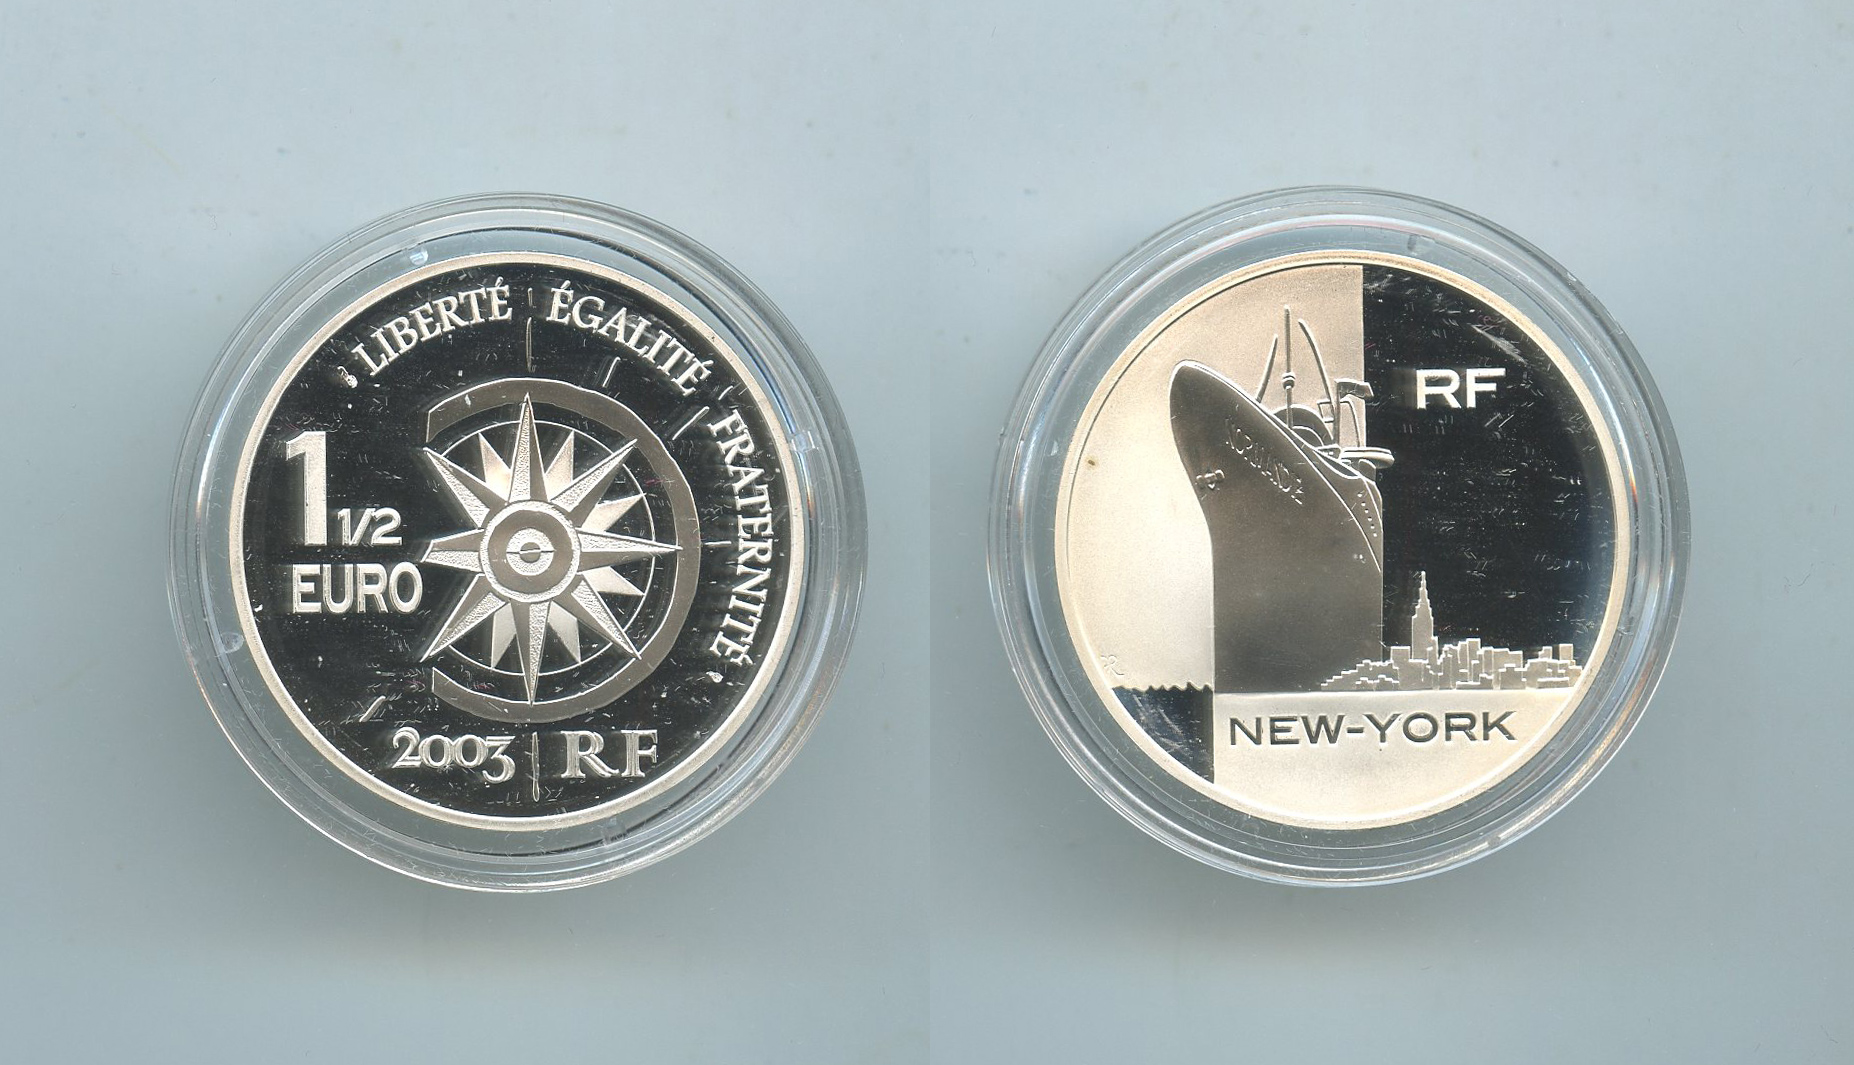 LIBERTÉ ÉGALITÉ FRATERNITÉ
1 1/2
EURO
2003 RF
RF
NORMANDIE
NEW-YORK